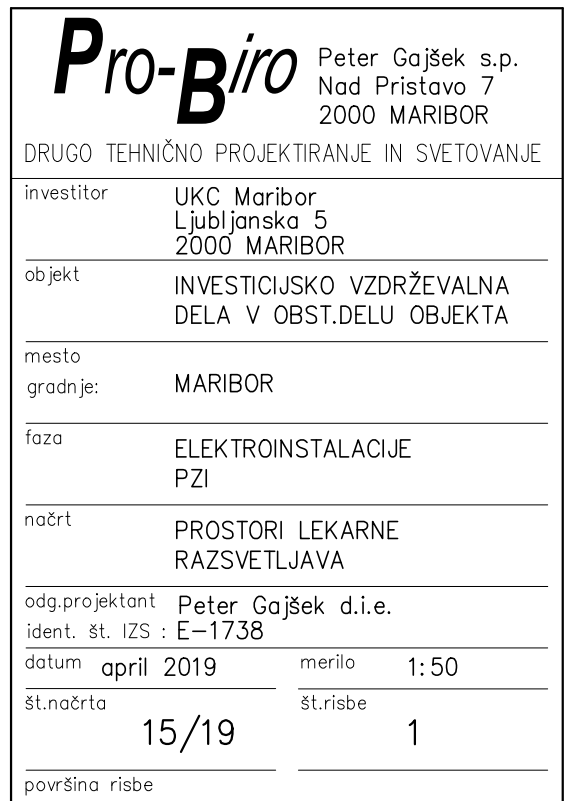 Pro-Biro
Peter Gajšek s.p.
Nad Pristavo 7
2000 MARIBOR
DRUGO TEHNIČNO PROJEKTIRANJE IN SVETOVANJE
investitor
UKC Maribor
Ljubljanska 5
2000 MARIBOR
objekt
INVESTICIJSKO VZDRŽEVALNA
DELA V OBST.DELU OBJEKTA
mesto
gradnje:
MARIBOR
faza
ELEKTROINSTALACIJE
PZI
načrt
PROSTORI LEKARNE
RAZSVETLJAVA
odg.projektant Peter Gajšek d.i.e.
ident. št. IZS : E-1738
datum april 2019 merilo 1:50
št.načrta št.risbe
15/19 1
površina risbe